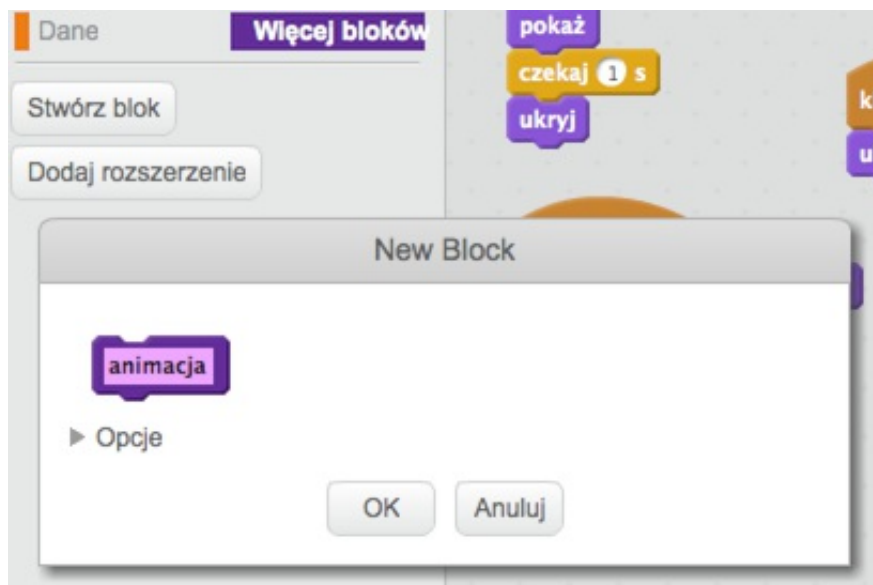 Dane
Więcej bloków
Stwórz blok
Dodaj rozszerzenie
pokaż
czekaj 1 s
ukryj
k
u
New Block
animacja
Opcje
OK
Anuluj